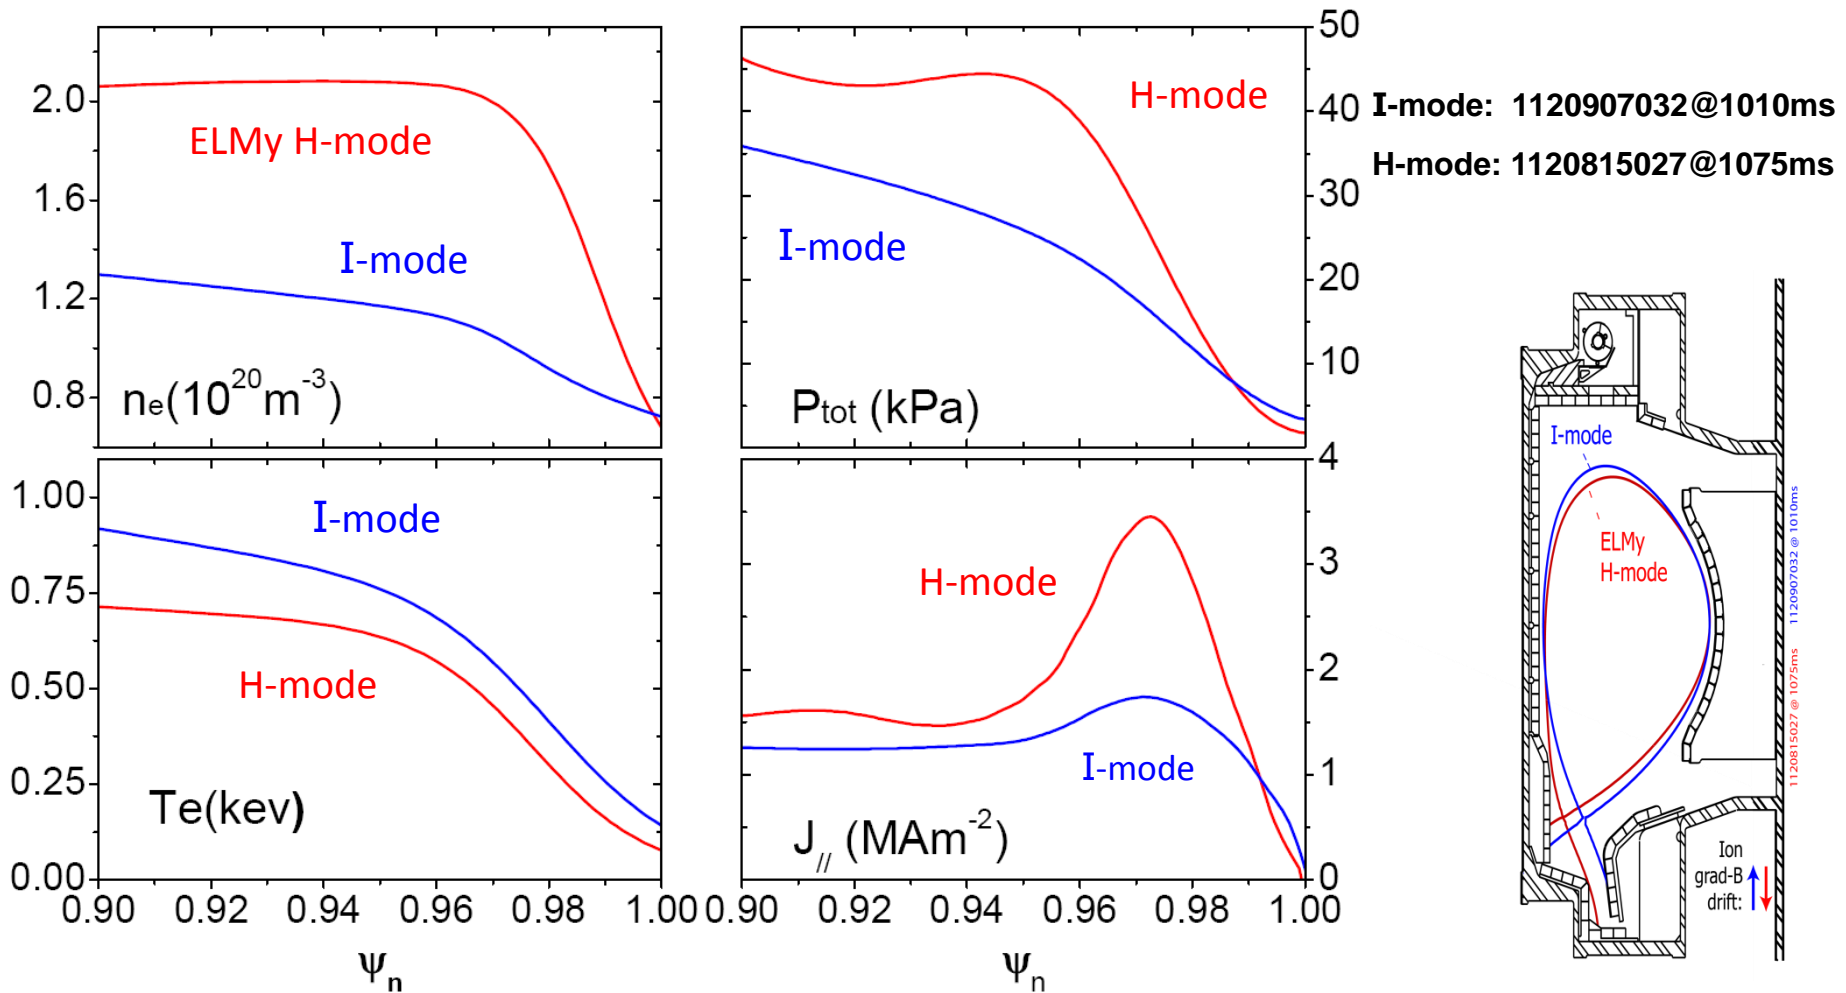 2.0
1.6
1.2
0.8
ELMy H-mode
I-mode
ne(10^20 m^-3)
50
40
30
20
10
H-mode
I-mode
Ptot (kPa)
I-mode: 1120907032@1010ms
H-mode: 1120815027@1075ms
1.00
0.75
0.50
0.25
0.00
I-mode
H-mode
Te(kev)
0.90 0.92 0.94 0.96 0.98 1.00
ψn
4
4
3
2
1
0
H-mode
I-mode
J// (MAm^-2)
0.90 0.92 0.94 0.96 0.98 1.00
ψn
I-mode
ELMy
H-mode
1120815027 @ 1075ms 1120907032 @ 1010ms
Ion
grad-B
drift: